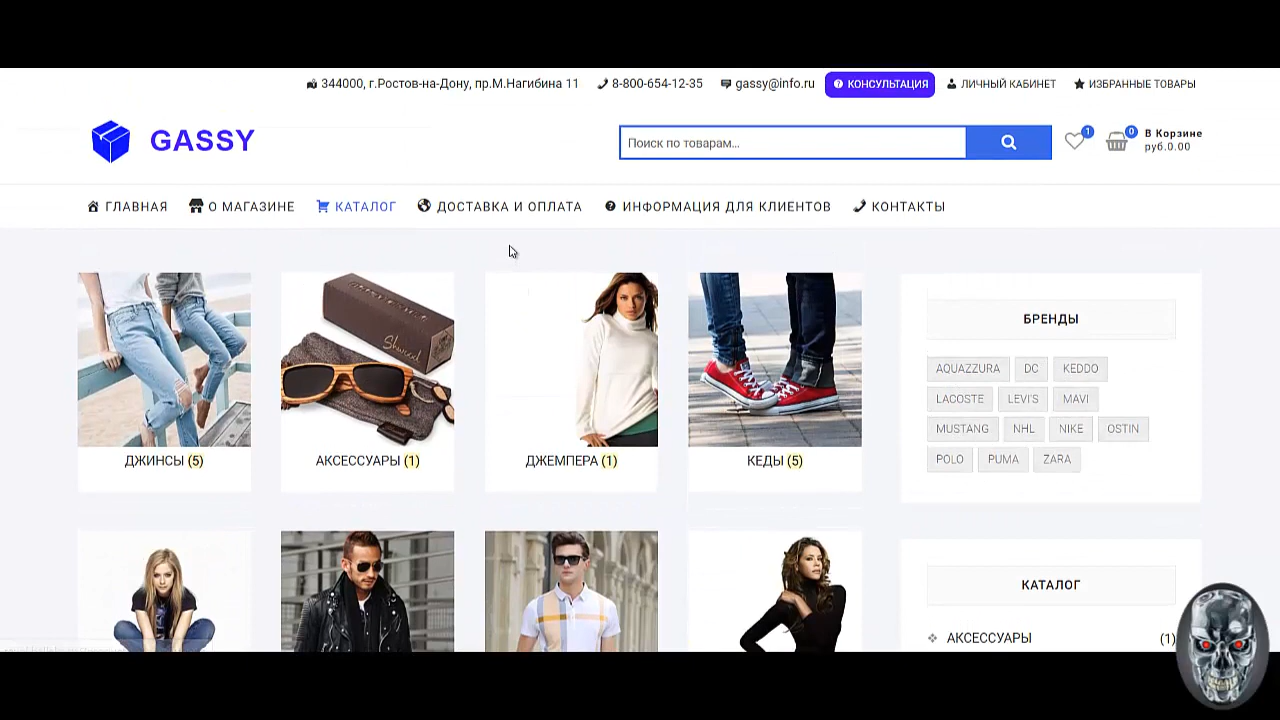 344000, г.Ростов-на-Дону, пр.М.Нагибина 11 8-800-654-12-35 gassy@info.ru КОНСУЛЬТАЦИЯ ЛИЧНЫЙ КАБИНЕТ ИЗБРАННЫЕ ТОВАРЫ
GASSY
Поиск по товарам...
1
0
В Корзине
руб.0.00
ГЛАВНАЯ О МАГАЗИНЕ КАТАЛОГ ДОСТАВКА И ОПЛАТА ИНФОРМАЦИЯ ДЛЯ КЛИЕНТОВ КОНТАКТЫ
ДЖИНСЫ (5)
АКСЕССУАРЫ (1)
ДЖЕМПЕРА (1)
КЕДЫ (5)
БРЕНДЫ
AQUAZZURA DC KEDDO
LACOSTE LEVI'S MAVI
MUSTANG NHL NIKE OSTIN
POLO PUMA ZARA
КАТАЛОГ
АКСЕССУАРЫ (1)